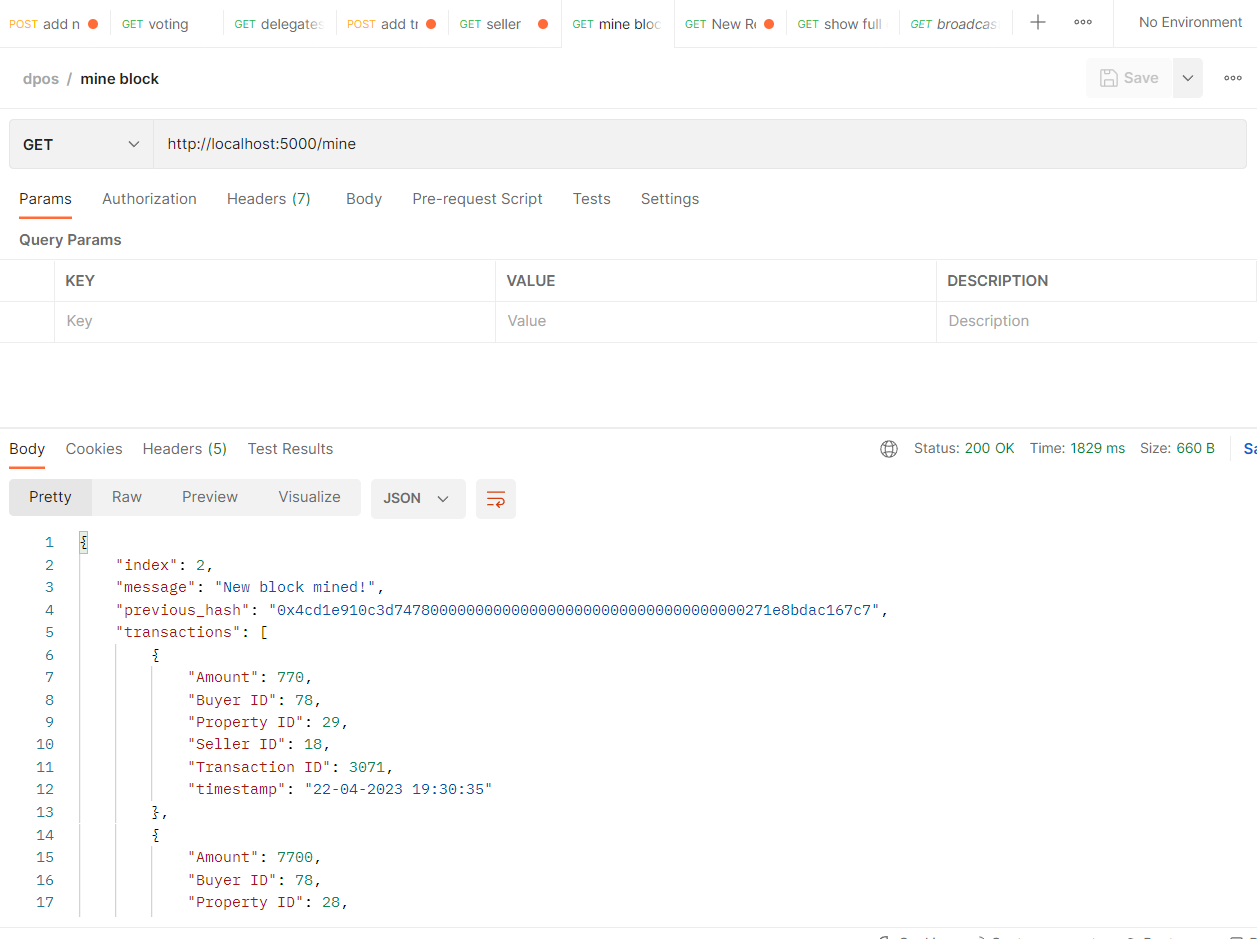 POST add n GET voting GET delegates POST add tr GET seller GET mine bloc GET New Re GET show full GET broadcas No Environment
dpos / mine block
Save
GET http://localhost:5000/mine
Params Authorization Headers (7) Body Pre-request Script Tests Settings
Query Params
KEY VALUE DESCRIPTION
Key Value Description
Body Cookies Headers (5) Test Results Status: 200 OK Time: 1829 ms Size: 660 B Sa
Pretty Raw Preview Visualize JSON
1 {
2 "index": 2,
3 "message": "New block mined!",
4 "previous_hash": "0x4cd1e910c3d7478000000000000000000000000000000000000271e8bdac167c7",
5 "transactions": [
6 {
7 "Amount": 770,
8 "Buyer ID": 78,
9 "Property ID": 29,
10 "Seller ID": 18,
11 "Transaction ID": 3071,
12 "timestamp": "22-04-2023 19:30:35"
13 },
14 {
15 "Amount": 7700,
16 "Buyer ID": 78,
17 "Property ID": 28,